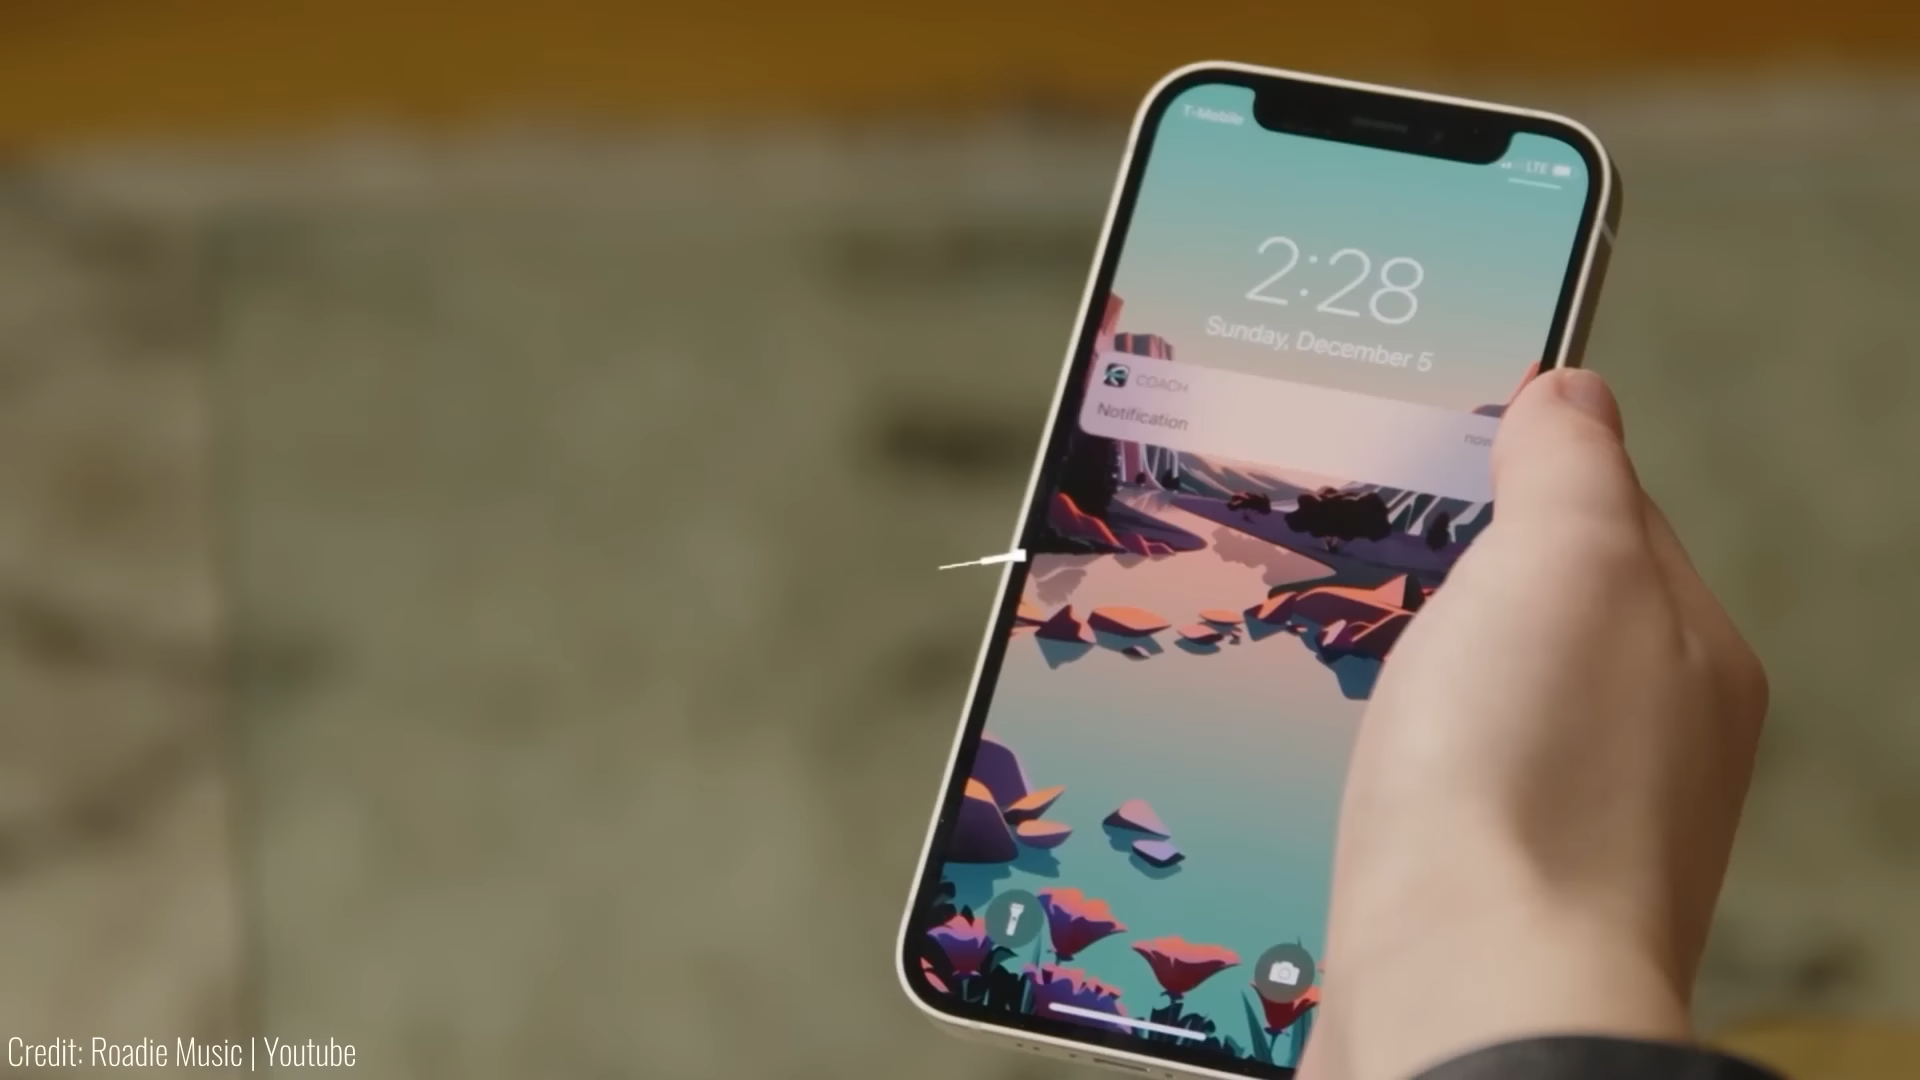 T-Mobile
LTE
2:28
Sunday, December 5
COACH
now
Notification
Credit: Roadie Music | Youtube